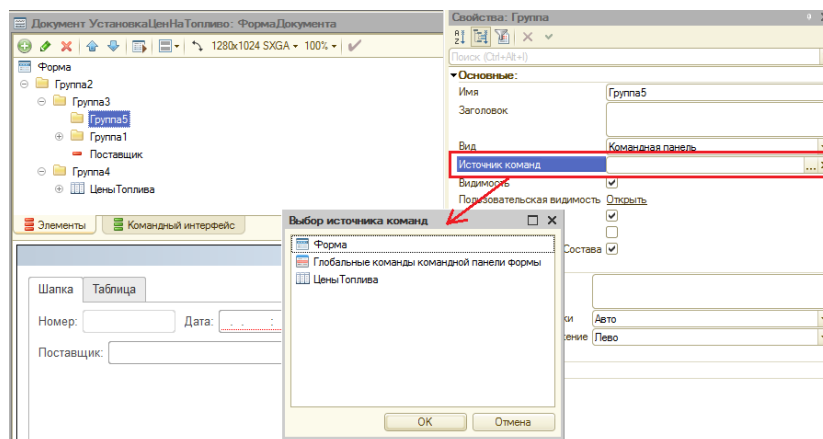 Документ УстановкаЦенНаТопливо: ФормаДокумента
1280x1024 SXGA 100%
Форма
Группа2
Группа3
Группа5
Группа1
Поставщик
Группа4
ЦеныТоплива
Элементы
Командный интерфейс
Шапка
Таблица
Номер:
Дата: . . :
Поставщик:
Свойства: Группа
Поиск (Ctrl+Alt+I)
Основные:
Имя Группа5
Заголовок
Вид Командная панель
Источник команд ...
Видимость
Пользовательская видимость Открыть
Состава
Авто
Лево
Выбор источника команд
Форма
Глобальные команды командной панели формы
ЦеныТоплива
OK
Отмена